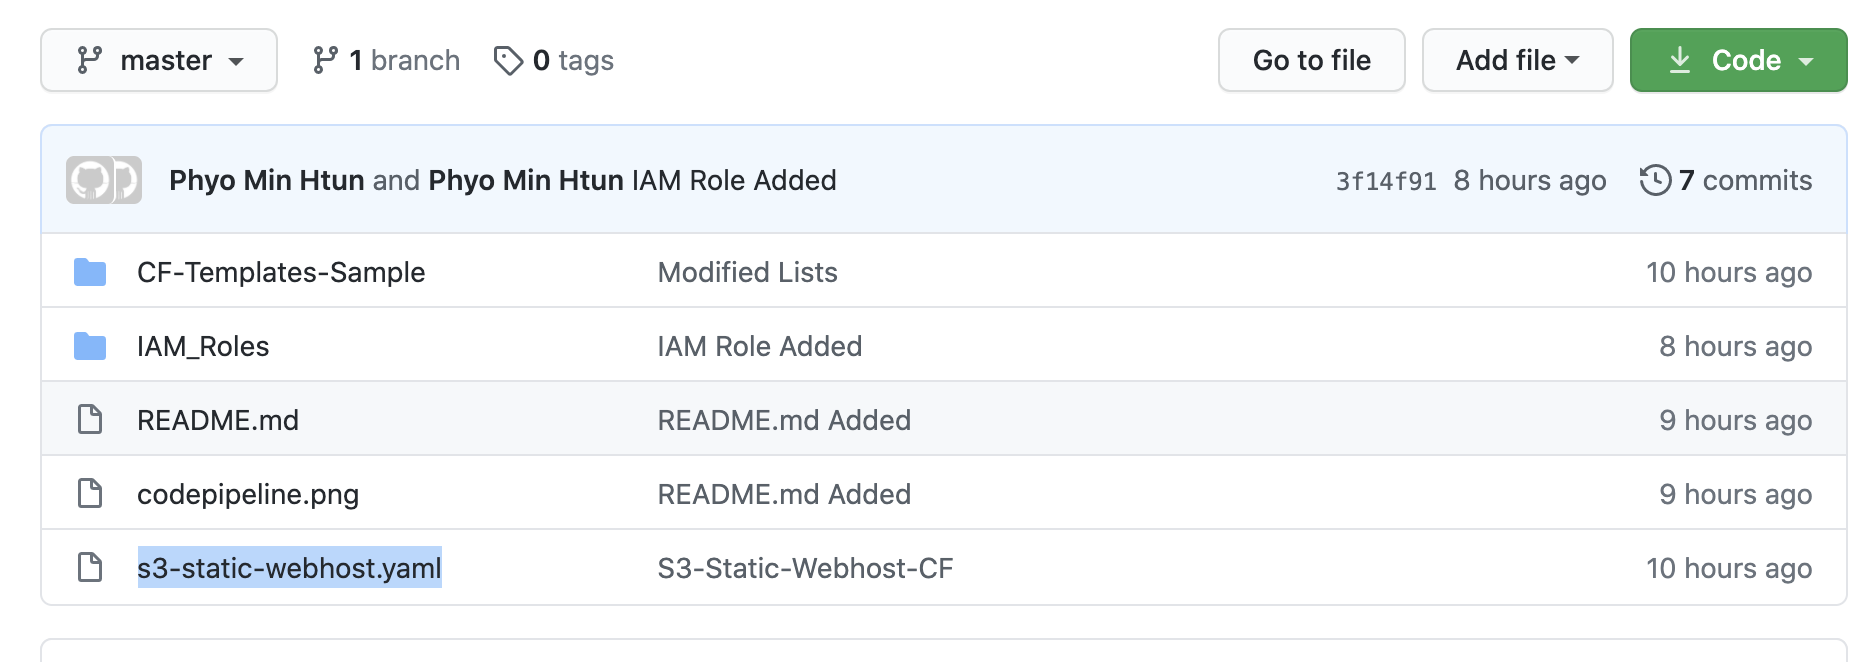 master 1 branch 0 tags Go to file Add file Code
Phyo Min Htun and Phyo Min Htun IAM Role Added 3f14f91 8 hours ago 7 commits
CF-Templates-Sample Modified Lists 10 hours ago
IAM_Roles IAM Role Added 8 hours ago
README.md README.md Added 9 hours ago
codepipeline.png README.md Added 9 hours ago
s3-static-webhost.yaml S3-Static-Webhost-CF 10 hours ago